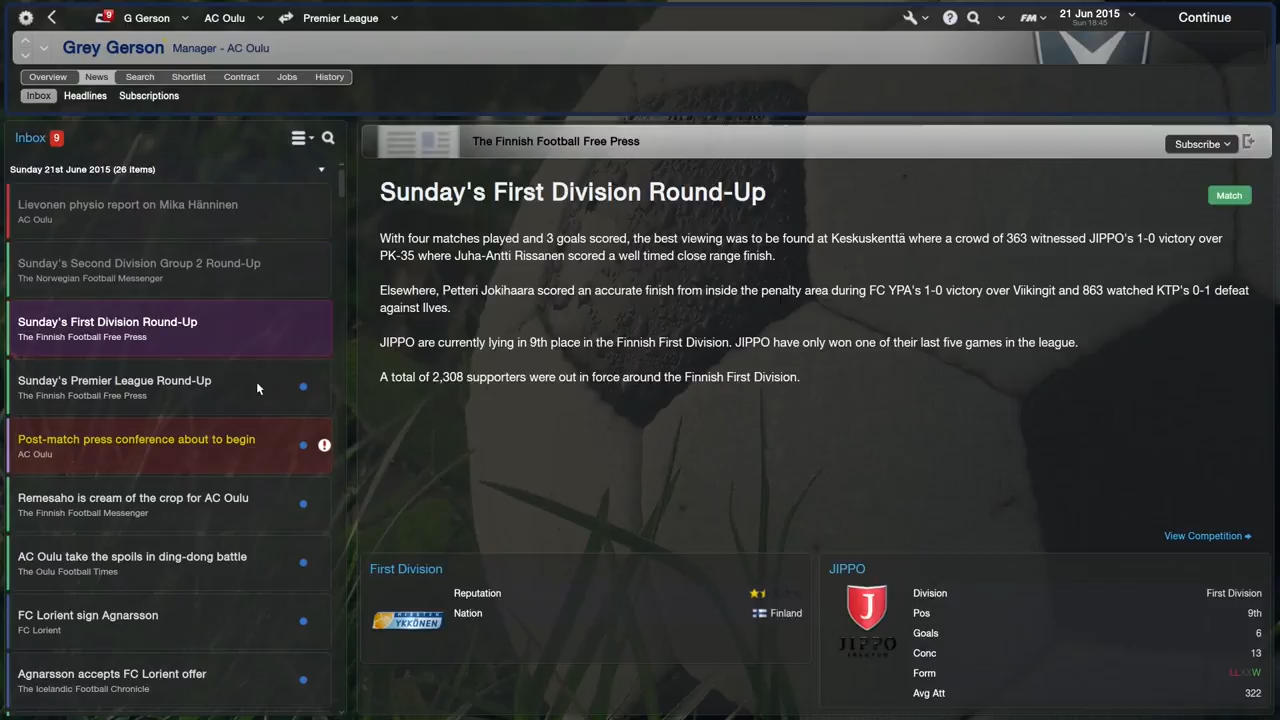 9
G Gerson
AC Oulu
Premier League
FM
21 Jun 2015
Sun 18:45
Continue
Grey Gerson Manager - AC Oulu
Overview News Search Shortlist Contract Jobs History
Inbox Headlines Subscriptions
Inbox 9
Sunday 21st June 2015 (26 items)
Lievonen physio report on Mika Hänninen
AC Oulu
Sunday's Second Division Group 2 Round-Up
The Norwegian Football Messenger
Sunday's First Division Round-Up
The Finnish Football Free Press
Sunday's Premier League Round-Up
The Finnish Football Free Press
Post-match press conference about to begin
AC Oulu
Remesaho is cream of the crop for AC Oulu
The Finnish Football Messenger
AC Oulu take the spoils in ding-dong battle
The Oulu Football Times
FC Lorient sign Agnarsson
FC Lorient
Agnarsson accepts FC Lorient offer
The Icelandic Football Chronicle
The Finnish Football Free Press
Subscribe
Sunday's First Division Round-Up
Match
With four matches played and 3 goals scored, the best viewing was to be found at Keskuskenttä where a crowd of 363 witnessed JIPPO's 1-0 victory over
PK-35 where Juha-Antti Rissanen scored a well timed close range finish.
Elsewhere, Petteri Jokihaara scored an accurate finish from inside the penalty area during FC YPA's 1-0 victory over Viikingit and 863 watched KTP's 0-1 defeat
against Ilves.
JIPPO are currently lying in 9th place in the Finnish First Division. JIPPO have only won one of their last five games in the league.
A total of 2,308 supporters were out in force around the Finnish First Division.
View Competition
First Division
Reputation
Nation Finland
YKKÖNEN
JIPPO
J
JIPPO
Division First Division
Pos 9th
Goals 6
Conc 13
Form LLXXW
Avg Att 322